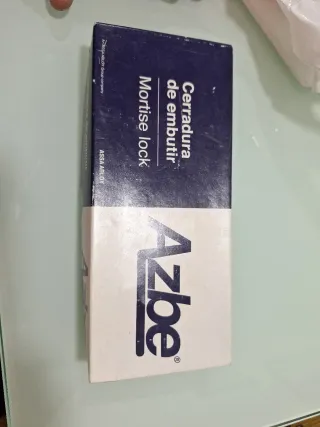 Cerradura
de embutir
Mortise lock
ASSA ABLOY
Azbe®